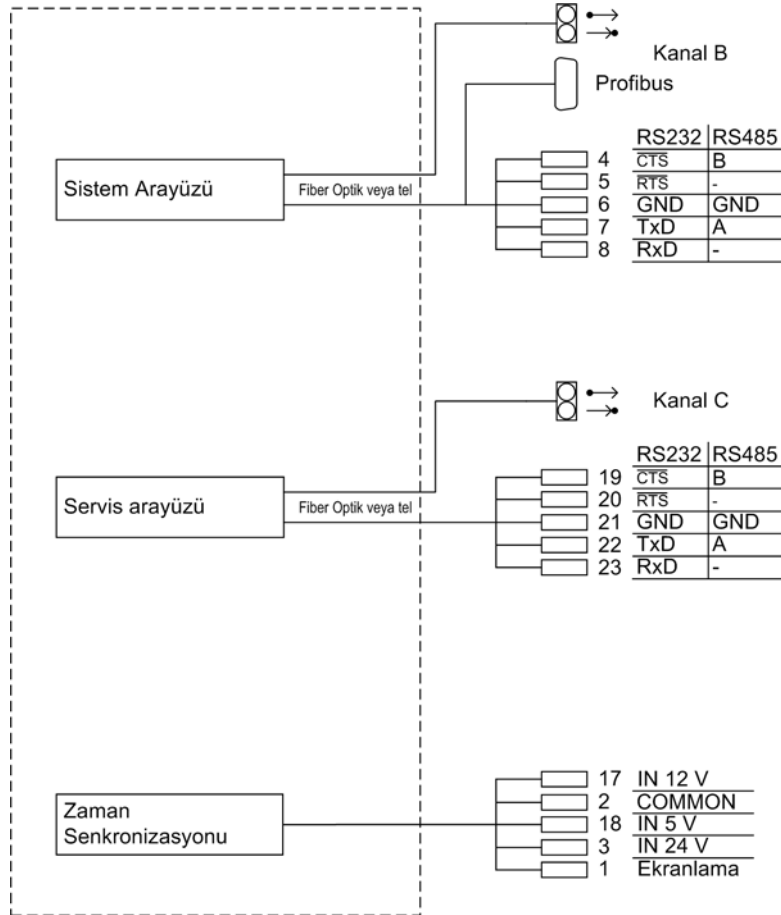 Kanal B
Profibus
RS232 RS485
4 CTS B
Sistem Arayüzü
Fiber Optik veya tel
5 RTS -
6 GND GND
7 TxD A
8 RxD -
Kanal C
RS232 RS485
19 CTS B
Servis arayüzü
Fiber Optik veya tel
20 RTS -
21 GND GND
22 TxD A
23 RxD -
Zaman
Senkronizasyonu
17 IN 12 V
2 COMMON
18 IN 5 V
3 IN 24 V
1 Ekranlama